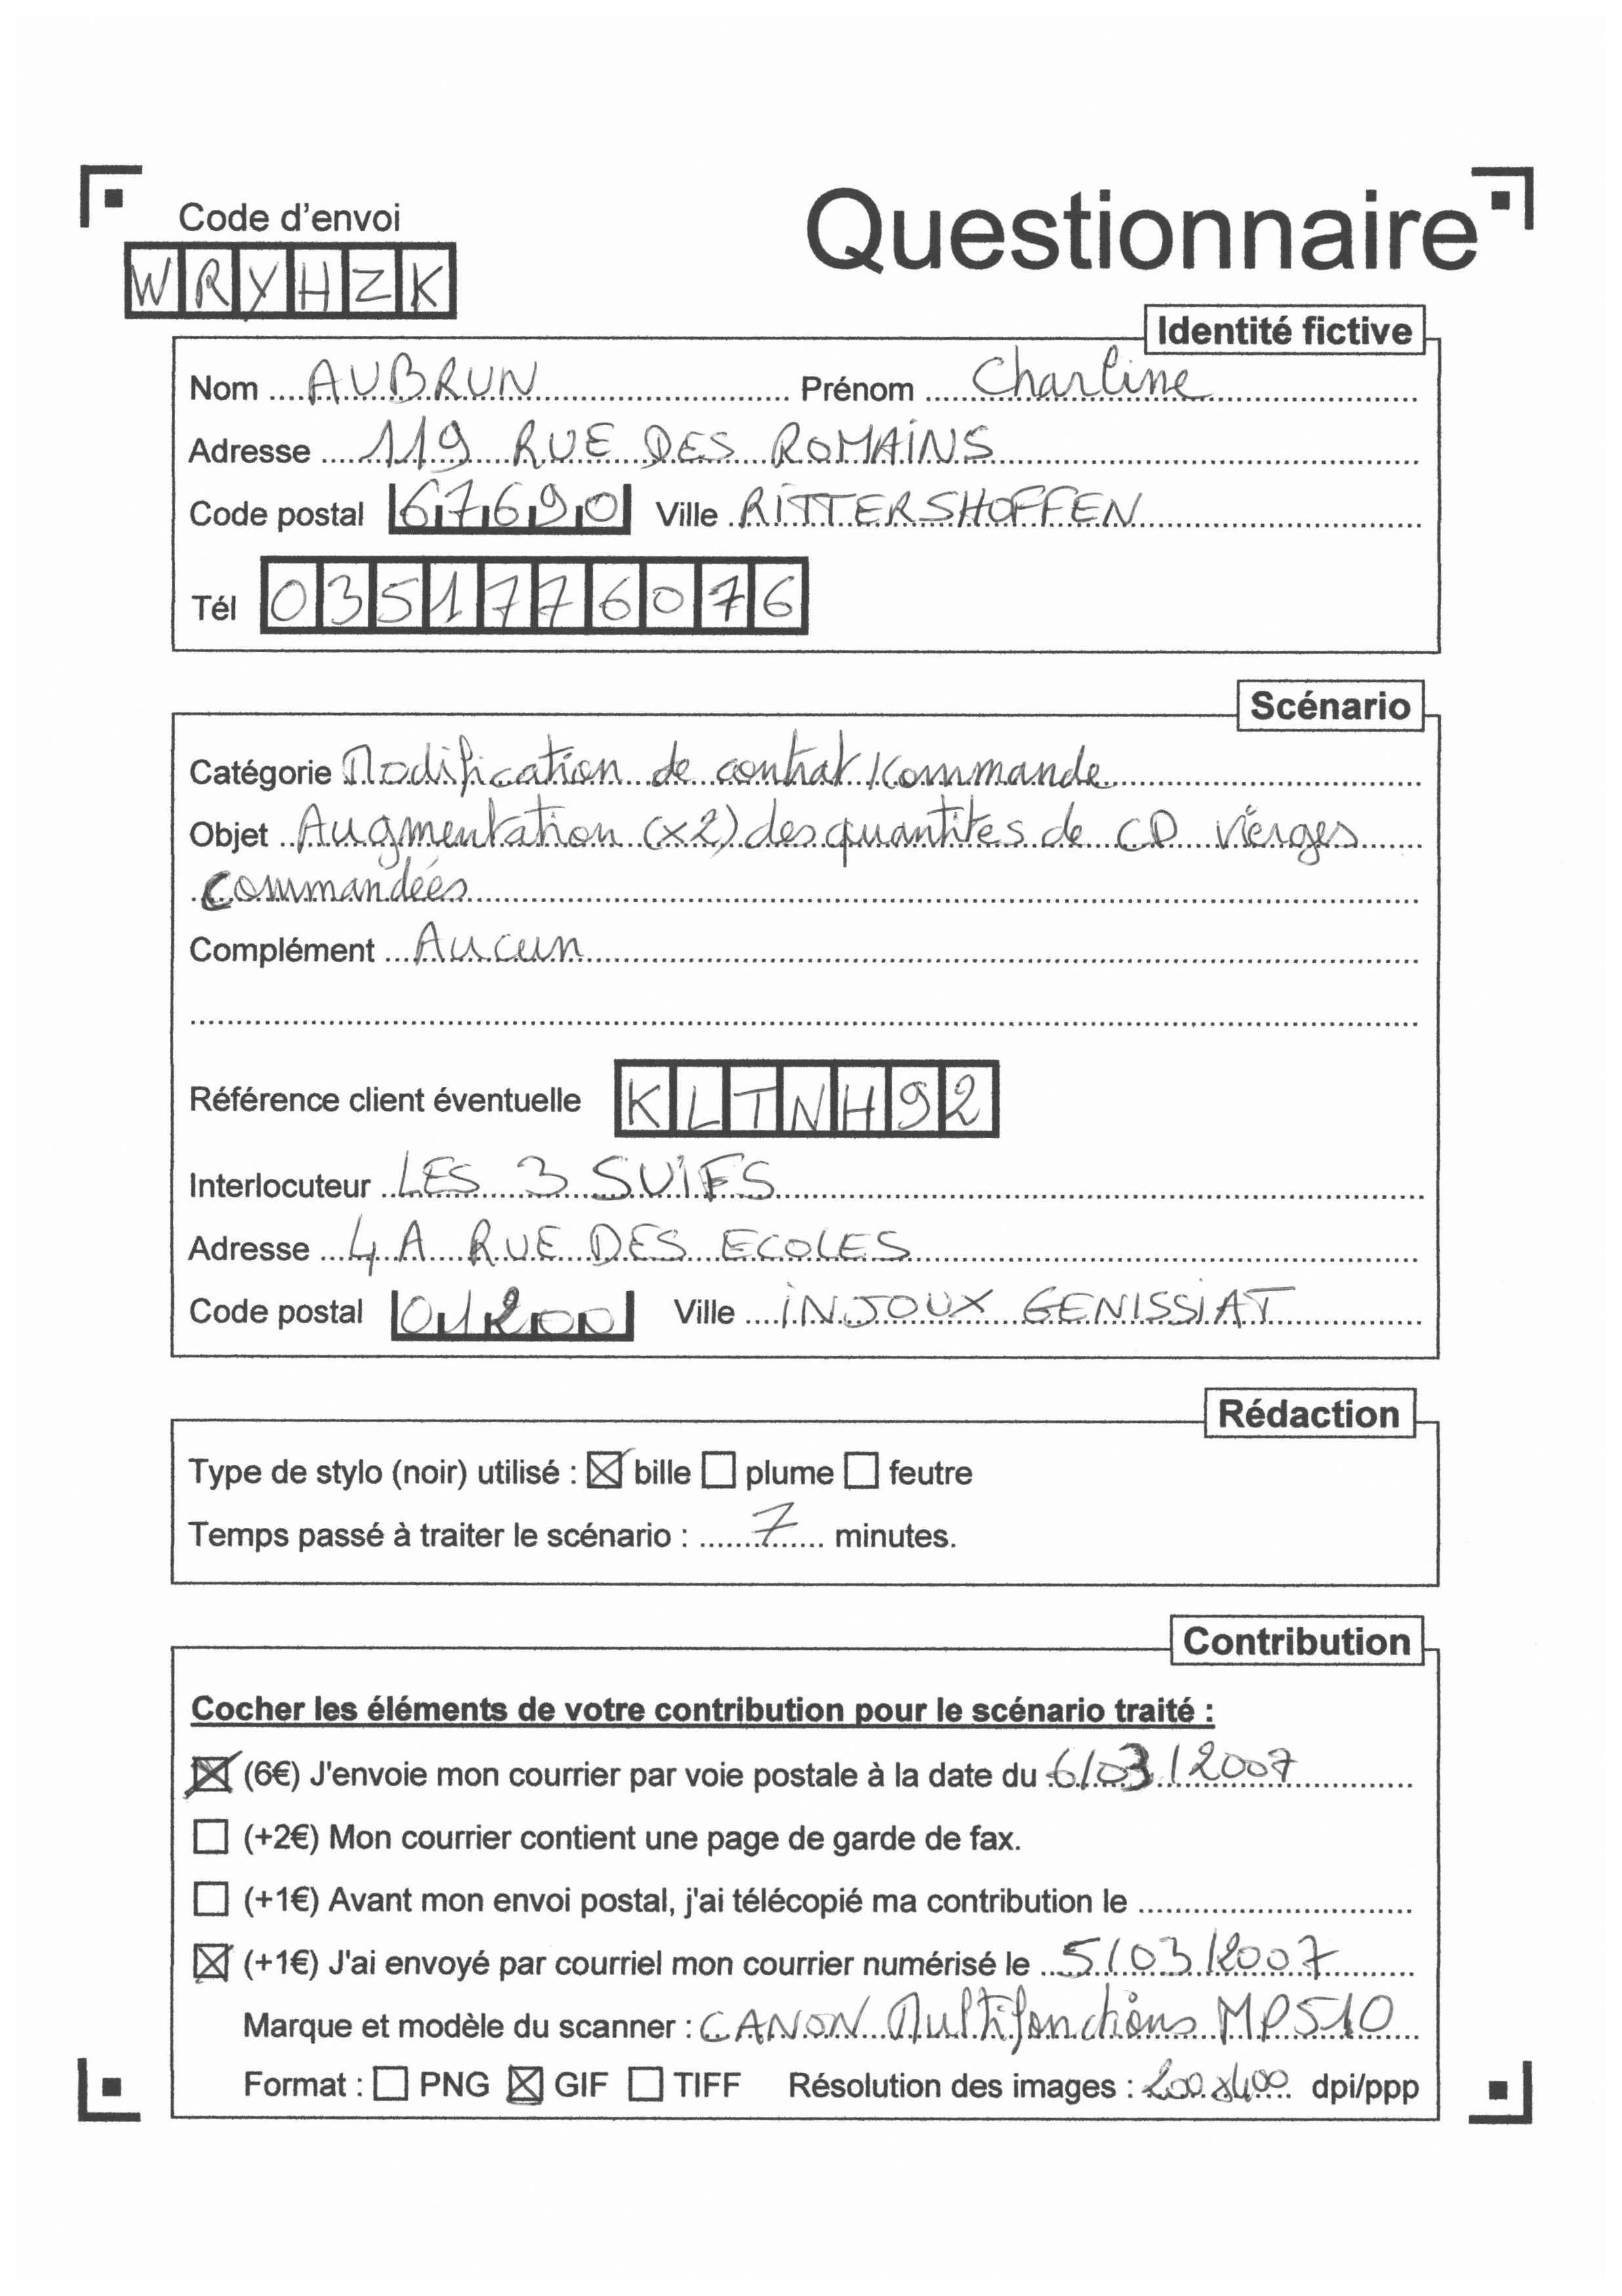 Code d'envoi
Questionnaire
WRYHZK
Identité fictive
Nom AUBRUN Prénom Charline
Adresse 119 RUE DES ROMAINS
Code postal 67690 Ville RITTERSHOFFEN
Tél 0351776076
Scénario
Catégorie Modification de contrat/commande
Objet Augmentation (x2) des quantites de CD vierges
commandées
Complément Aucun
Référence client éventuelle KLTNH92
Interlocuteur LES 3 SUIFS
Adresse 4 A RUE DES ECOLES
Code postal 01200 Ville INJOUX GENISSIAT
Rédaction
Type de stylo (noir) utilisé : ☒ bille ☐ plume ☐ feutre
Temps passé à traiter le scénario : 7 minutes.
Contribution
Cocher les éléments de votre contribution pour le scénario traité :
☒ (6€) J'envoie mon courrier par voie postale à la date du 6/03/2007
☐ (+2€) Mon courrier contient une page de garde de fax.
☐ (+1€) Avant mon envoi postal, j'ai télécopié ma contribution le
☒ (+1€) J'ai envoyé par courriel mon courrier numérisé le 5/03/2007
Marque et modèle du scanner : CANON Multifonctions MP510
Format : ☐ PNG ☒ GIF ☐ TIFF Résolution des images : 200x400 dpi/ppp